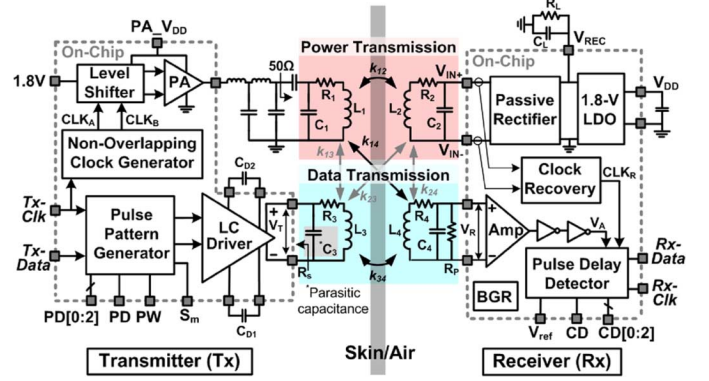 PA_VDD
On-Chip
1.8V
Level Shifter
PA
CLKA
CLKB
Non-Overlapping Clock Generator
50Ω
Power Transmission
k12
R1
L1
C1
R2
L2
C2
VIN+
VIN-
k13
k14
k23
k24
RL
CL
VREC
On-Chip
Passive Rectifier
1.8-V LDO
VDD
Clock Recovery
CLKR
Tx-Clk
Tx-Data
Pulse Pattern Generator
CD2
LC Driver
CD1
+
VT
-
Rs
Data Transmission
R3
L3
*C3
k34
R4
L4
C4
RP
+
VR
-
Amp
VA
Pulse Delay Detector
BGR
Rx-Data
Rx-Clk
PD[0:2]
PD
PW
Sm
*Parasitic capacitance
Vref
CD
CD[0:2]
Transmitter (Tx)
Skin/Air
Receiver (Rx)